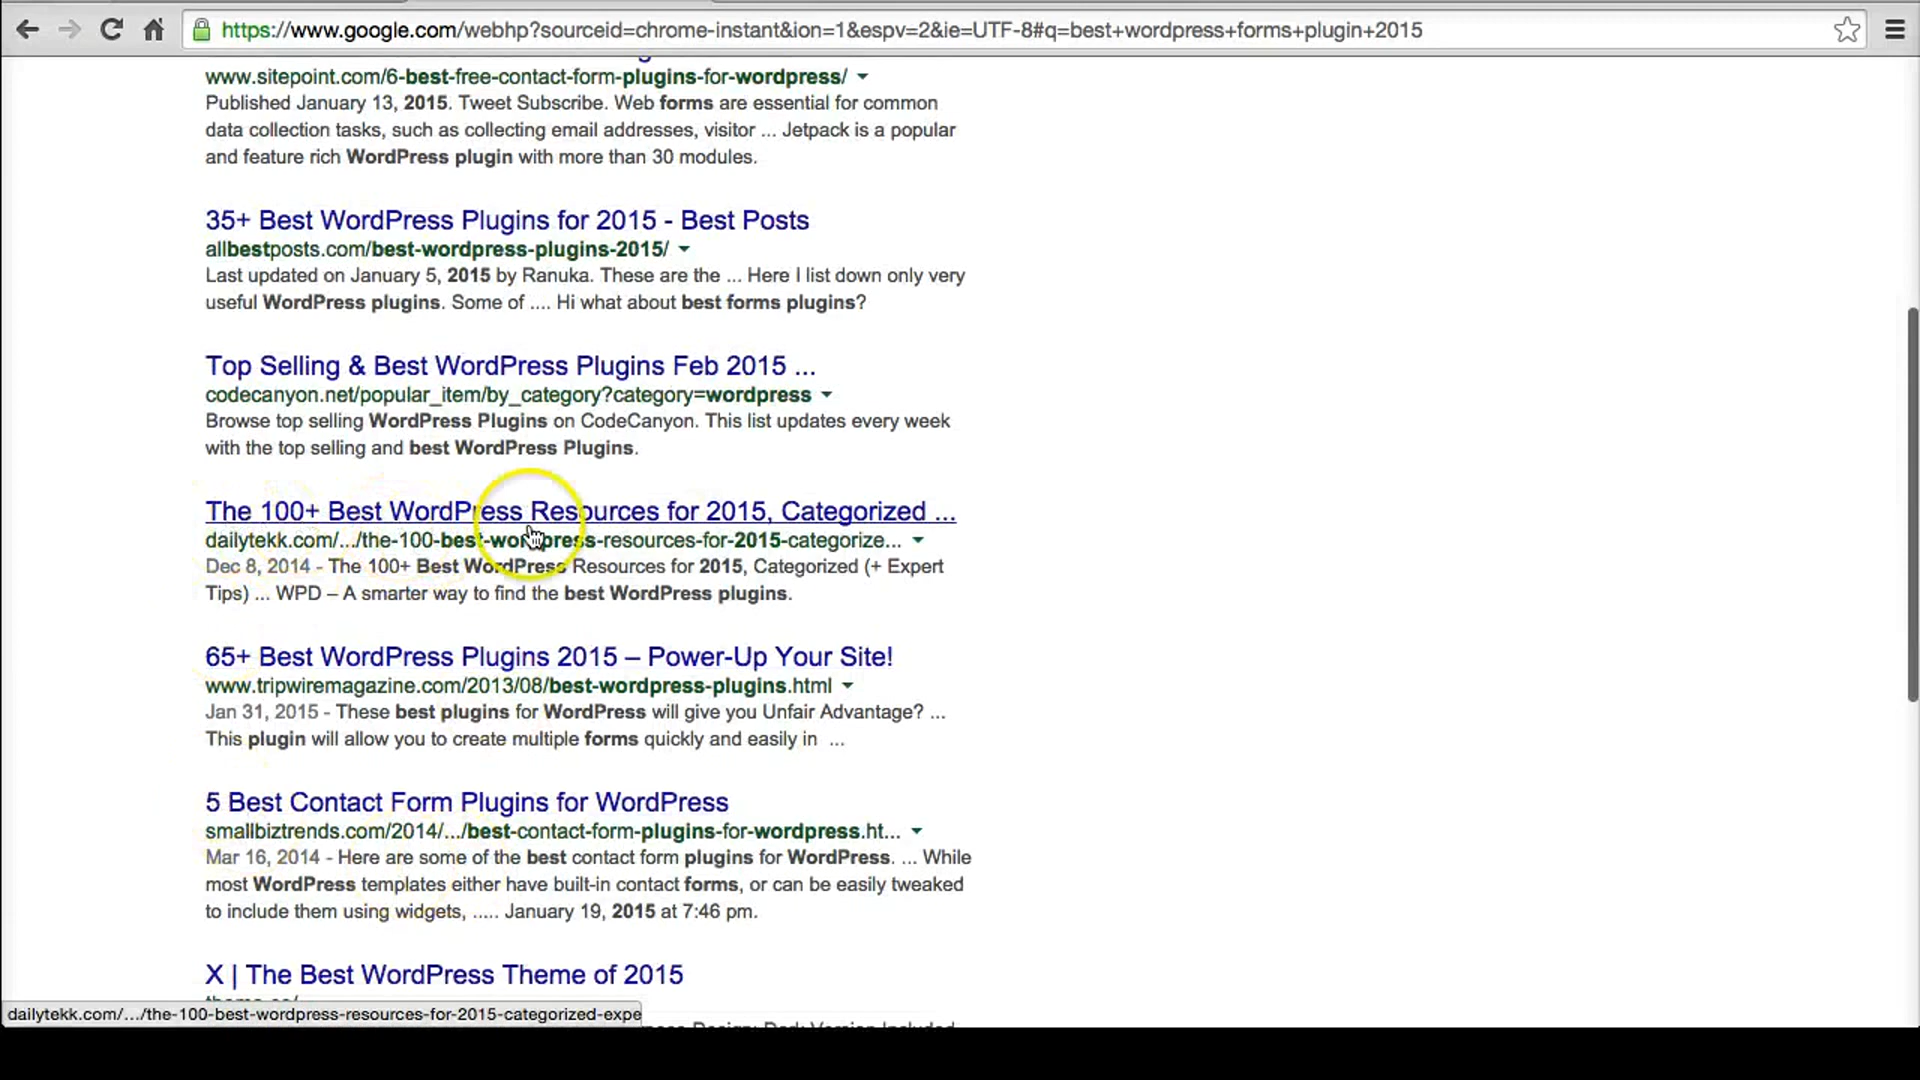 https://www.google.com/webhp?sourceid=chrome-instant&ion=1&espv=2&ie=UTF-8#q=best+wordpress+forms+plugin+2015
www.sitepoint.com/6-best-free-contact-form-plugins-for-wordpress/
Published January 13, 2015. Tweet Subscribe. Web forms are essential for common
data collection tasks, such as collecting email addresses, visitor ... Jetpack is a popular
and feature rich WordPress plugin with more than 30 modules.
35+ Best WordPress Plugins for 2015 - Best Posts
allbestposts.com/best-wordpress-plugins-2015/
Last updated on January 5, 2015 by Ranuka. These are the ... Here I list down only very
useful WordPress plugins. Some of .... Hi what about best forms plugins?
Top Selling & Best WordPress Plugins Feb 2015 ...
codecanyon.net/popular_item/by_category?category=wordpress
Browse top selling WordPress Plugins on CodeCanyon. This list updates every week
with the top selling and best WordPress Plugins.
The 100+ Best WordPress Resources for 2015, Categorized ...
dailytekk.com/.../the-100-best-wordpress-resources-for-2015-categorize...
Dec 8, 2014 - The 100+ Best WordPress Resources for 2015, Categorized (+ Expert
Tips) ... WPD – A smarter way to find the best WordPress plugins.
65+ Best WordPress Plugins 2015 – Power-Up Your Site!
www.tripwiremagazine.com/2013/08/best-wordpress-plugins.html
Jan 31, 2015 - These best plugins for WordPress will give you Unfair Advantage? ...
This plugin will allow you to create multiple forms quickly and easily in ...
5 Best Contact Form Plugins for WordPress
smallbiztrends.com/2014/.../best-contact-form-plugins-for-wordpress.ht...
Mar 16, 2014 - Here are some of the best contact form plugins for WordPress. ... While
most WordPress templates either have built-in contact forms, or can be easily tweaked
to include them using widgets, ..... January 19, 2015 at 7:46 pm.
X | The Best WordPress Theme of 2015
dailytekk.com/.../the-100-best-wordpress-resources-for-2015-categorized-expe